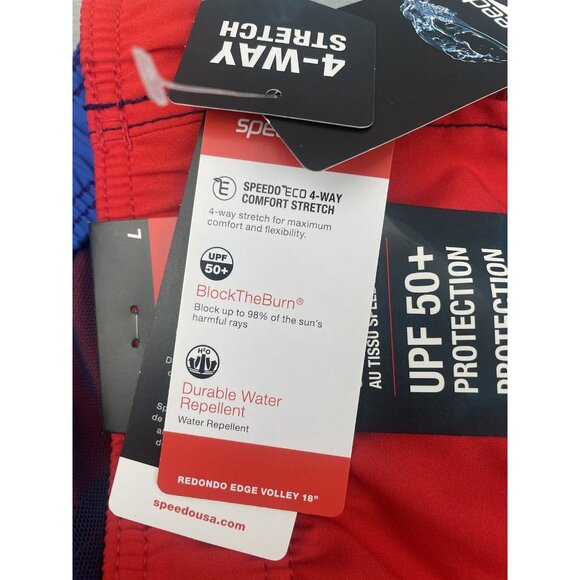 4-WAY
STRETCH
speedo
SPEEDO ECO 4-WAY
COMFORT STRETCH
4-way stretch for maximum
comfort and flexibility.
UPF
50+
BlockTheBurn®
Block up to 98% of the sun's
harmful rays
H²O
Durable Water
Repellent
Water Repellent
REDONDO EDGE VOLLEY 18"
speedousa.com
L
AU TISSU
UPF 50+
PROTECTION
PROTECTION